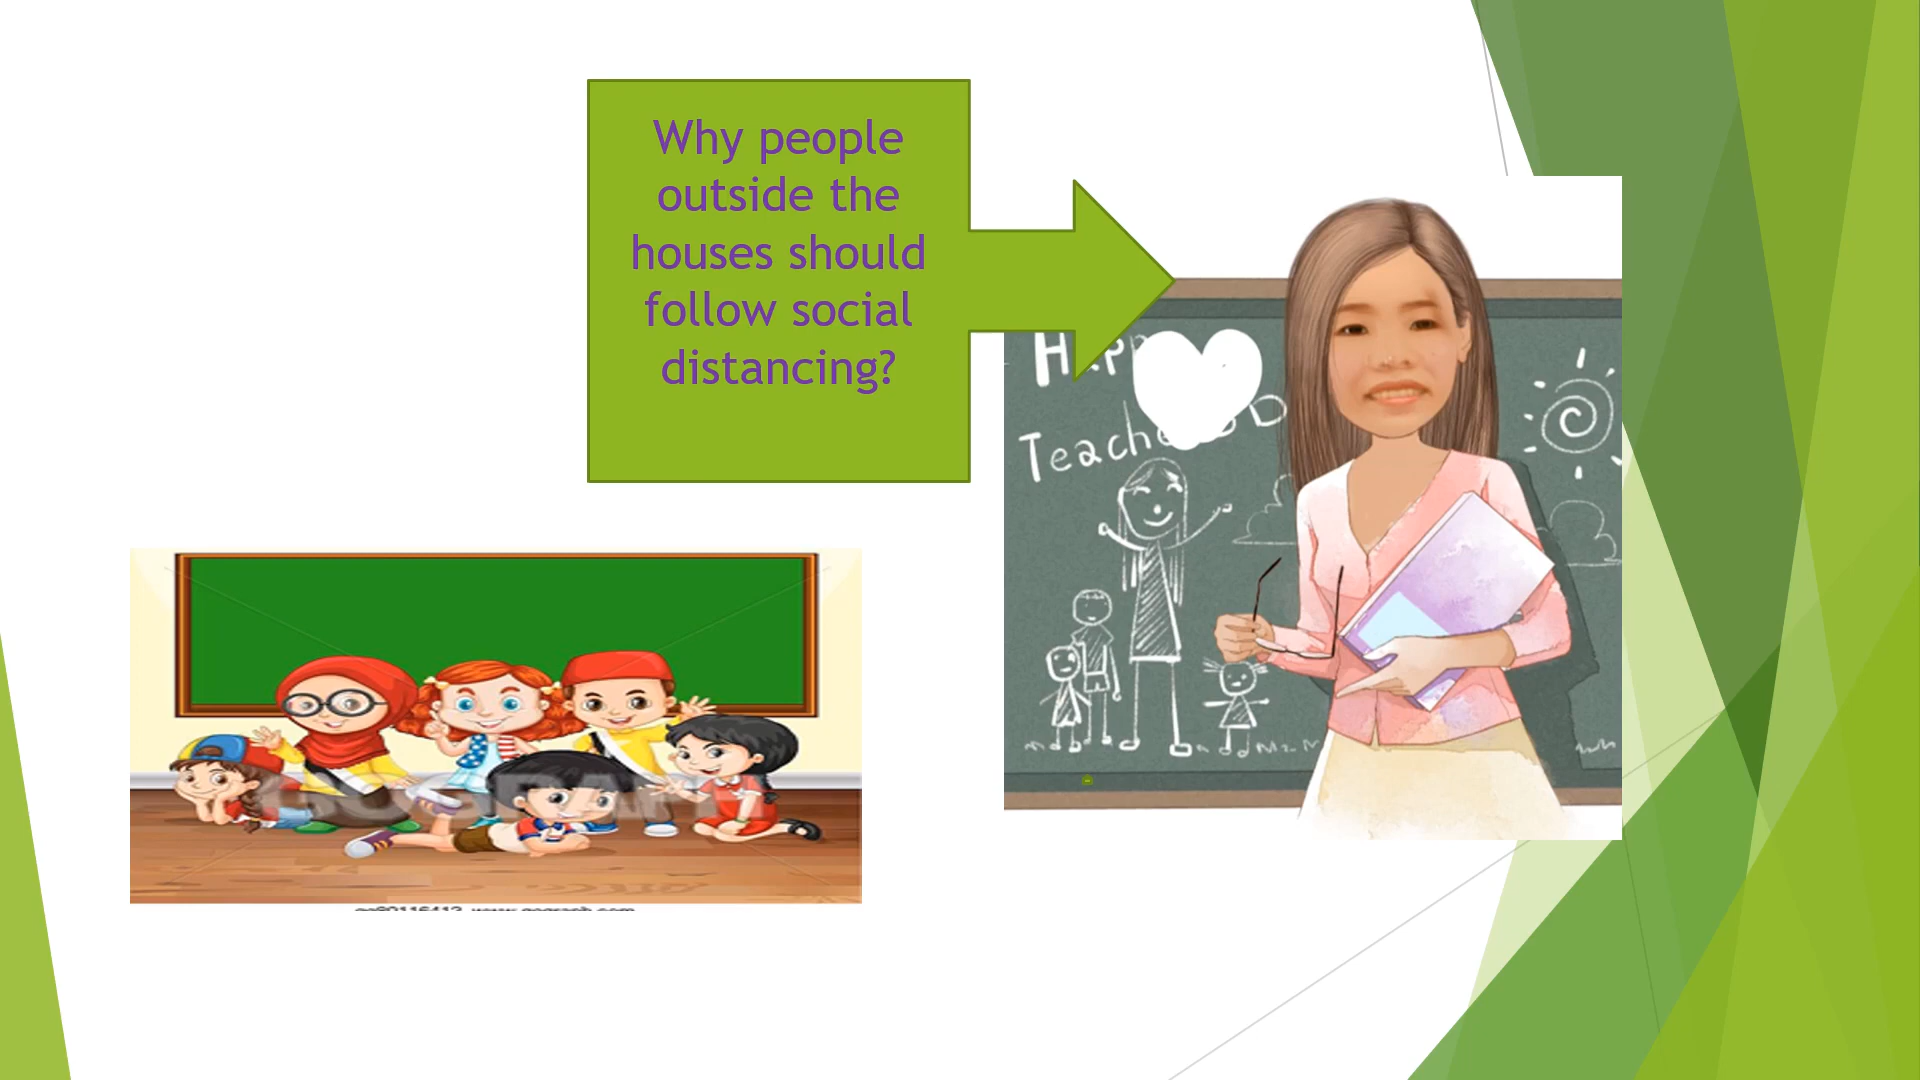 Why people
outside the
houses should
follow social
distancing?
Teach